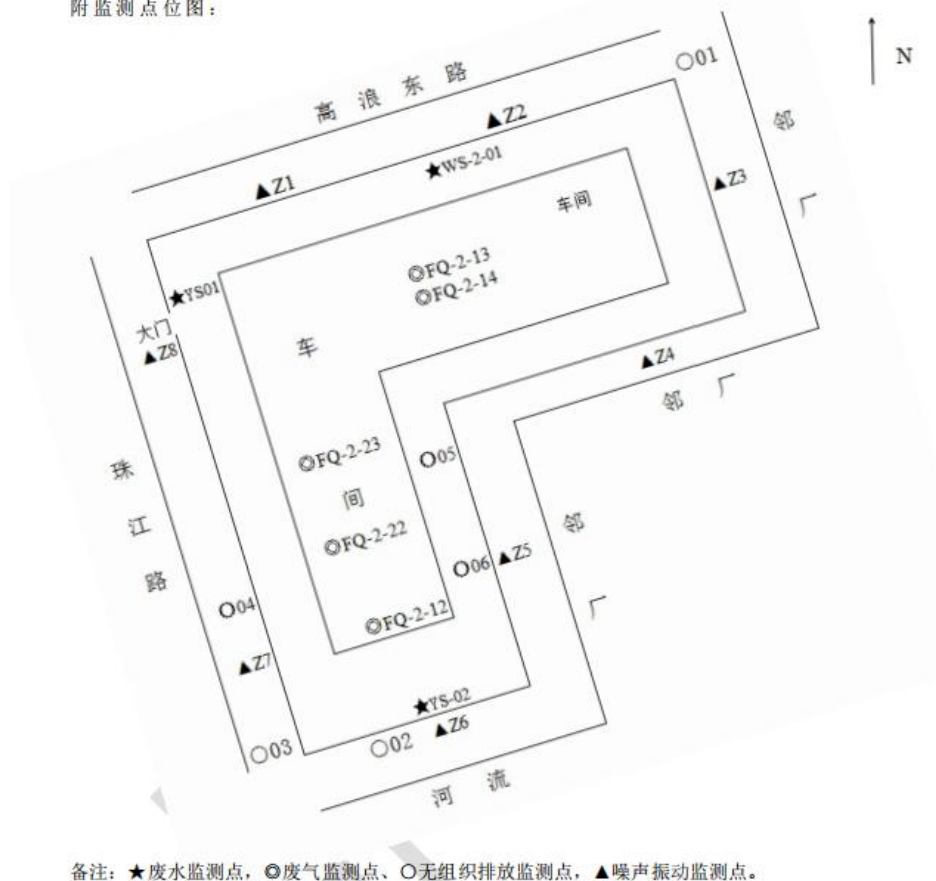 附监测点位图：
○01
N
高浪东路
▲Z2
邻厂
★WS-2-01
▲Z1
▲Z3
车间
◎FQ-2-13
◎FQ-2-14
★YS01
大门
▲Z8
车间
▲Z4
邻厂
◎FQ-2-23
○05
珠江路
◎FQ-2-22
邻厂
▲Z5
○06
○04
◎FQ-2-12
▲Z7
★YS-02
▲Z6
○03
○02
河流
备注：★废水监测点，◎废气监测点、○无组织排放监测点，▲噪声振动监测点。